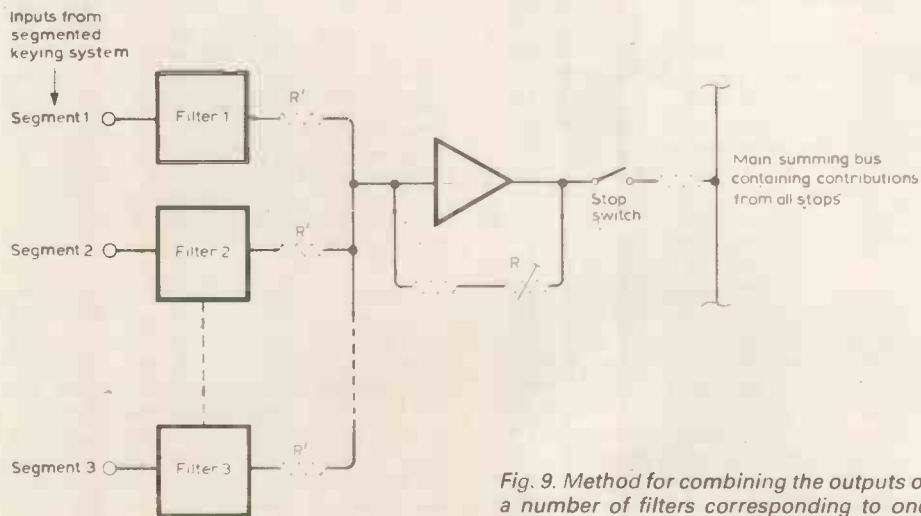 Inputs from
segmented
keying system
Segment 1
Filter 1
R'
Segment 2
Filter 2
R'
Segment 3
Filter 3
R'
R
Stop
switch
Main summing bus
containing contributions
from all stops
Fig. 9. Method for combining the outputs o
a number of filters corresponding to on